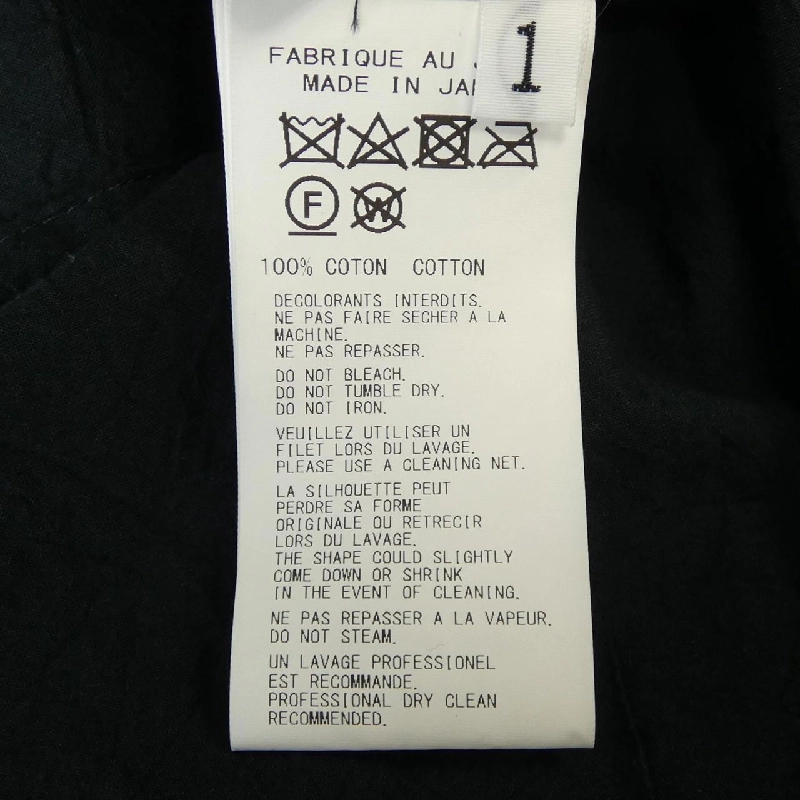 FABRIQUE AU
1
MADE IN
F
W
100% COTON COTTON
DECOLORANTS INTERDITS.
NE PAS FAIRE SECHER A LA
MACHINE.
NE PAS REPASSER.
DO NOT BLEACH.
DO NOT TUMBLE DRY.
DO NOT IRON.
VEUILLEZ UTILISER UN
FILET LORS DU LAVAGE.
PLEASE USE A CLEANING NET.
LA SILHOUETTE PEUT
PERDRE SA FORME
ORIGINALE OU RETRECIR
LORS DU LAVAGE.
THE SHAPE COULD SLIGHTLY
COME DOWN OR SHRINK
IN THE EVENT OF CLEANING.
NE PAS REPASSER A LA VAPEUR.
DO NOT STEAM.
UN LAVAGE PROFESSIONEL
EST RECOMMANDE.
PROFESSIONAL DRY CLEAN
RECOMMENDED.